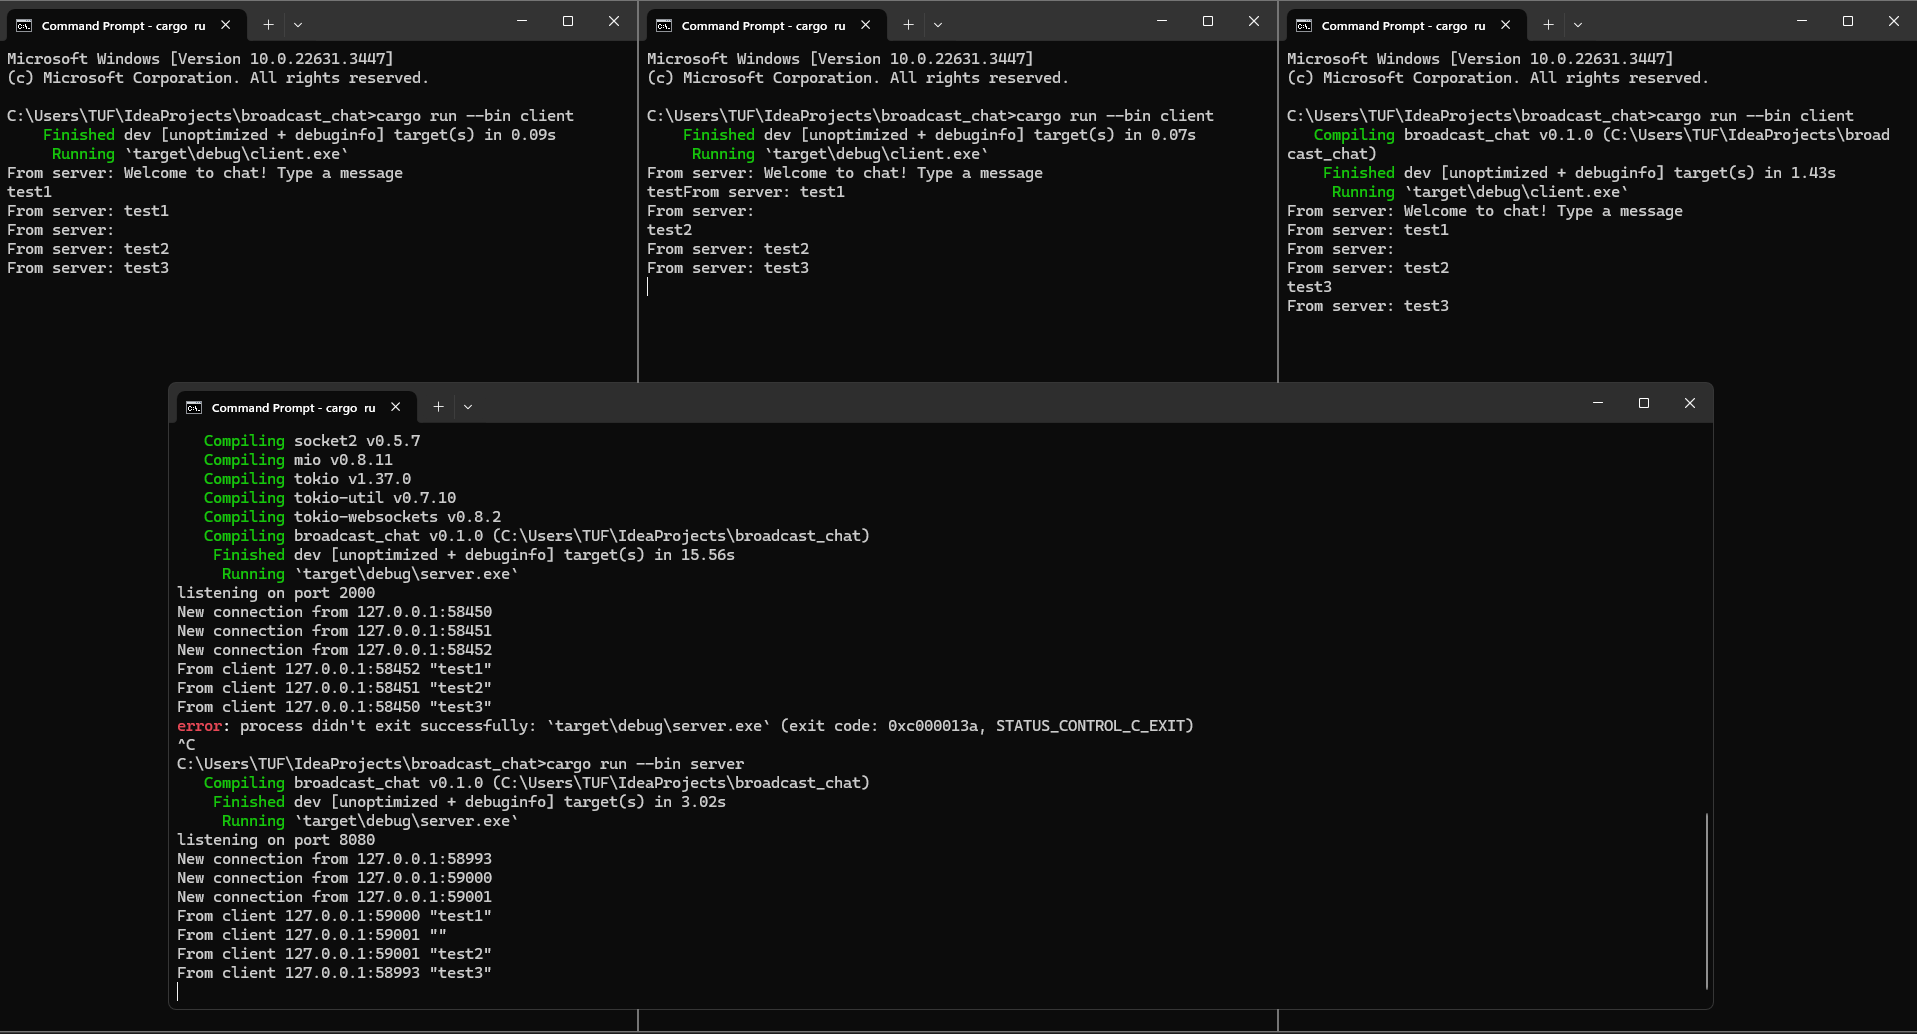 Command Prompt - cargo  ru
Microsoft Windows [Version 10.0.22631.3447]
(c) Microsoft Corporation. All rights reserved.
C:\Users\TUF\IdeaProjects\broadcast_chat>cargo run --bin client
Finished dev [unoptimized + debuginfo] target(s) in 0.09s
Running `target\debug\client.exe`
From server: Welcome to chat! Type a message
test1
From server: test1
From server:
From server: test2
From server: test3
Command Prompt - cargo  ru
Microsoft Windows [Version 10.0.22631.3447]
(c) Microsoft Corporation. All rights reserved.
C:\Users\TUF\IdeaProjects\broadcast_chat>cargo run --bin client
Finished dev [unoptimized + debuginfo] target(s) in 0.07s
Running `target\debug\client.exe`
From server: Welcome to chat! Type a message
testFrom server: test1
From server:
test2
From server: test2
From server: test3
Command Prompt - cargo  ru
Microsoft Windows [Version 10.0.22631.3447]
(c) Microsoft Corporation. All rights reserved.
C:\Users\TUF\IdeaProjects\broadcast_chat>cargo run --bin client
Compiling broadcast_chat v0.1.0 (C:\Users\TUF\IdeaProjects\broad
cast_chat)
Finished dev [unoptimized + debuginfo] target(s) in 1.43s
Running `target\debug\client.exe`
From server: Welcome to chat! Type a message
From server: test1
From server:
From server: test2
test3
From server: test3
Command Prompt - cargo  ru
Compiling socket2 v0.5.7
Compiling mio v0.8.11
Compiling tokio v1.37.0
Compiling tokio-util v0.7.10
Compiling tokio-websockets v0.8.2
Compiling broadcast_chat v0.1.0 (C:\Users\TUF\IdeaProjects\broadcast_chat)
Finished dev [unoptimized + debuginfo] target(s) in 15.56s
Running `target\debug\server.exe`
listening on port 2000
New connection from 127.0.0.1:58450
New connection from 127.0.0.1:58451
New connection from 127.0.0.1:58452
From client 127.0.0.1:58452 "test1"
From client 127.0.0.1:58451 "test2"
From client 127.0.0.1:58450 "test3"
error: process didn't exit successfully: `target\debug\server.exe` (exit code: 0xc000013a, STATUS_CONTROL_C_EXIT)
^C
C:\Users\TUF\IdeaProjects\broadcast_chat>cargo run --bin server
Compiling broadcast_chat v0.1.0 (C:\Users\TUF\IdeaProjects\broadcast_chat)
Finished dev [unoptimized + debuginfo] target(s) in 3.02s
Running `target\debug\server.exe`
listening on port 8080
New connection from 127.0.0.1:58993
New connection from 127.0.0.1:59000
New connection from 127.0.0.1:59001
From client 127.0.0.1:59000 "test1"
From client 127.0.0.1:59001 ""
From client 127.0.0.1:59001 "test2"
From client 127.0.0.1:58993 "test3"